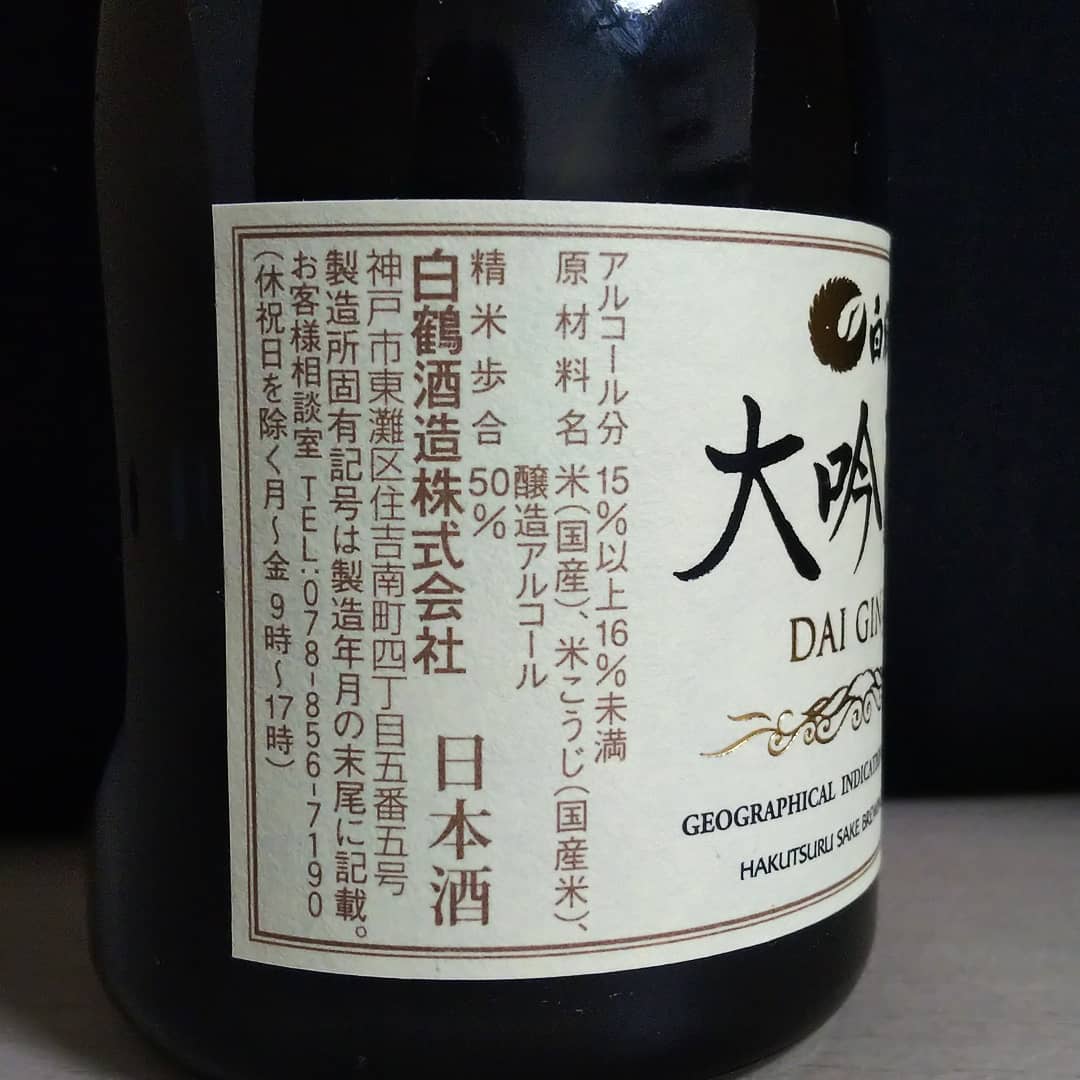 アルコール分 15%以上16%未満
原材料名 米(国産)、米こうじ(国産米)、
醸造アルコール
精米歩合 50%
白鶴酒造株式会社 日本酒
神戸市東灘区住吉南町四丁目五番五号
製造所固有記号は製造年月の末尾に記載。
お客様相談室 TEL:078-856-7190
(休祝日を除く月~金 9時~17時)
白
大吟
DAI GIN
GEOGRAPHICAL INDICATION
HAKUTSURU SAKE